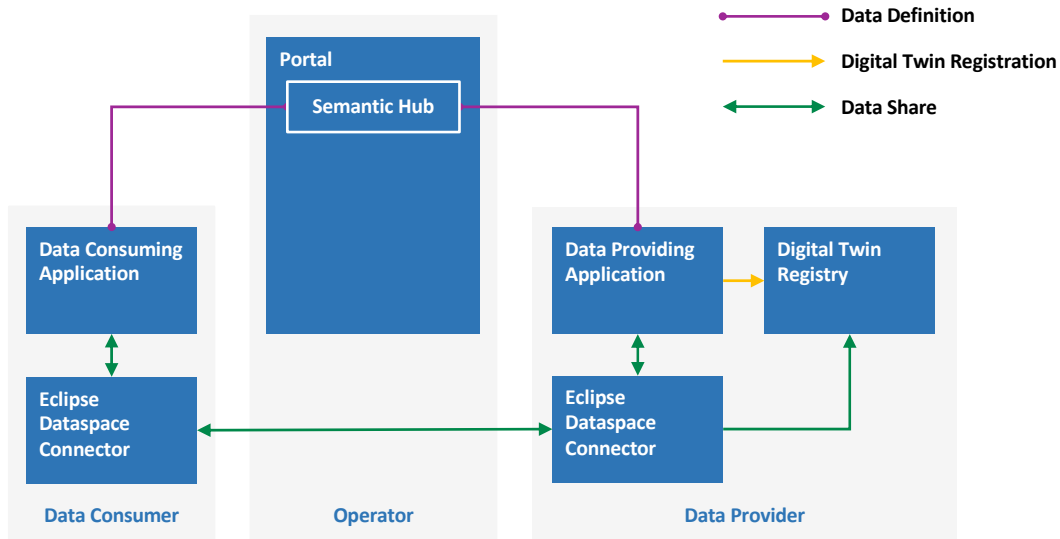 Data Definition
Digital Twin Registration
Data Share
Portal
Semantic Hub
Data Consuming
Application
Eclipse
Dataspace
Connector
Data Consumer
Operator
Data Providing
Application
Digital Twin
Registry
Eclipse
Dataspace
Connector
Data Provider